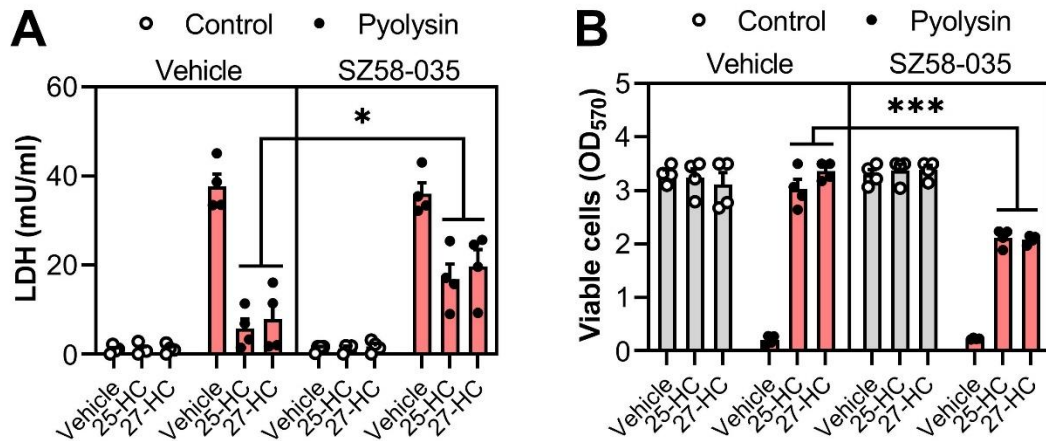 A
○ Control ● Pyolysin
Vehicle SZ58-035
LDH (mU/ml)
60
40
20
0
*
Vehicle
25-HC
27-HC
Vehicle
25-HC
27-HC
Vehicle
25-HC
27-HC
Vehicle
25-HC
27-HC
B
○ Control ● Pyolysin
Vehicle SZ58-035
Viable cells (OD570)
5
4
3
2
1
0
***
Vehicle
25-HC
27-HC
Vehicle
25-HC
27-HC
Vehicle
25-HC
27-HC
Vehicle
25-HC
27-HC